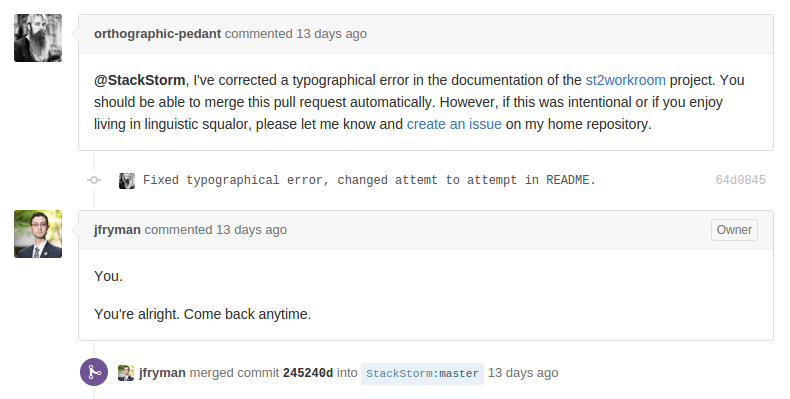 orthographic-pedant commented 13 days ago
@StackStorm, I've corrected a typographical error in the documentation of the st2workroom project. You
should be able to merge this pull request automatically. However, if this was intentional or if you enjoy
living in linguistic squalor, please let me know and create an issue on my home repository.
Fixed typographical error, changed attemt to attempt in README. 64d0845
jfryman commented 13 days ago Owner
You.
You're alright. Come back anytime.
jfryman merged commit 245240d into StackStorm:master 13 days ago